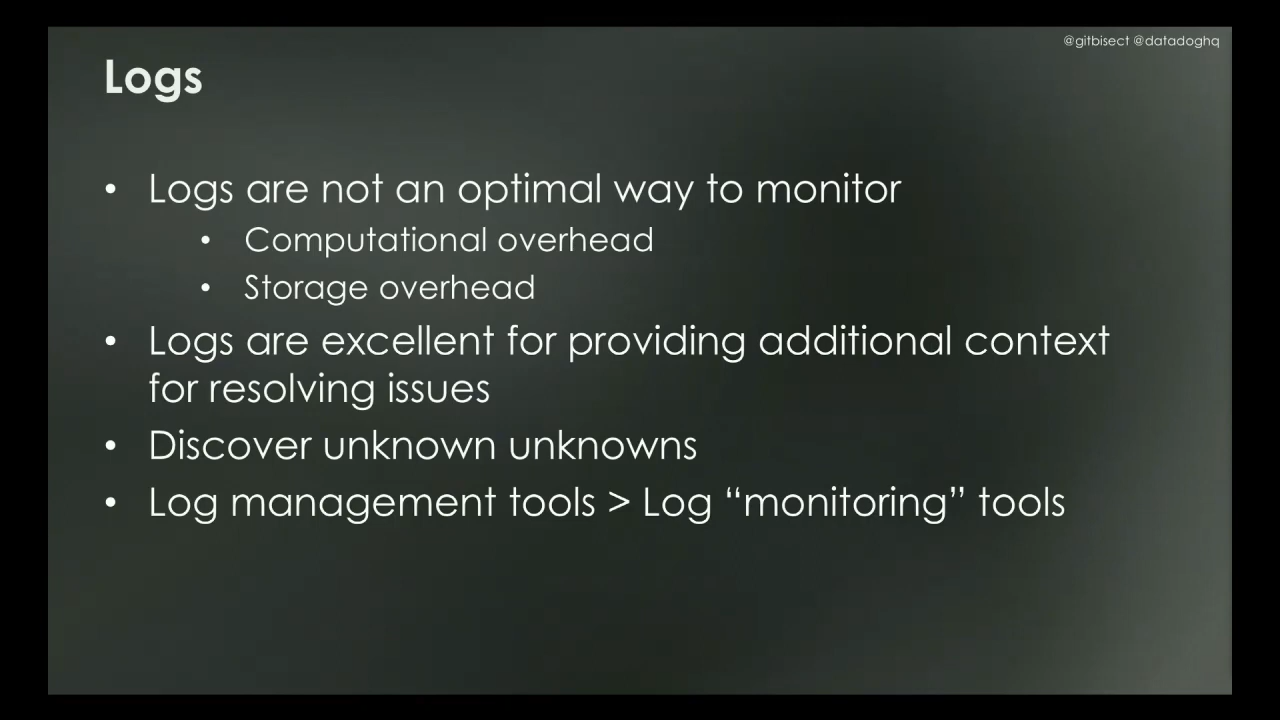 @gitbisect @datadoghq
Logs
• Logs are not an optimal way to monitor
• Computational overhead
• Storage overhead
• Logs are excellent for providing additional context
for resolving issues
• Discover unknown unknowns
• Log management tools > Log “monitoring” tools